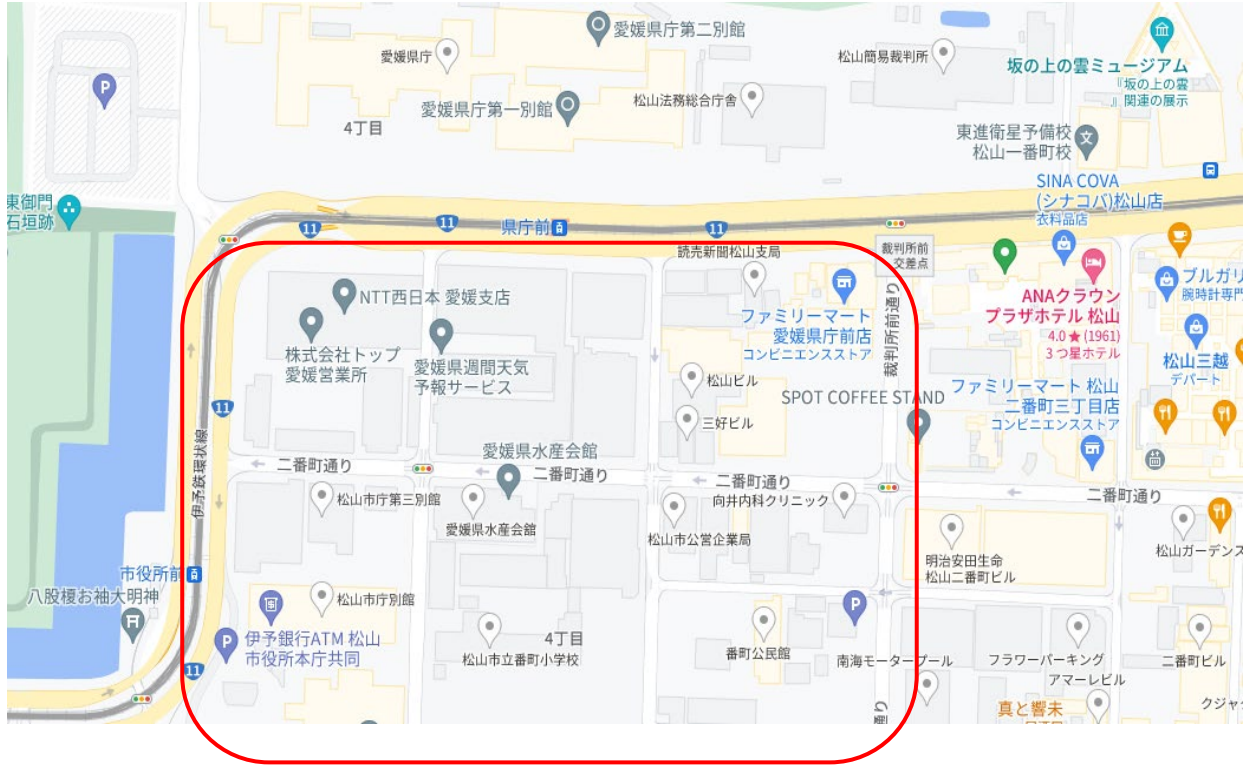 愛媛県庁第二別館
愛媛県庁
松山簡易裁判所
坂の上の雲ミュージアム
『坂の上の雲
』関連の展示
P
愛媛県庁第一別館
松山法務総合庁舎
4丁目
東進衛星予備校
松山一番町校
文
SINA COVA
(シナコバ)松山店
衣料品店
東御門
石垣跡
11
11
県庁前
11
裁判所前
交差点
読売新聞松山支局
NTT西日本 愛媛支店
ファミリーマート
愛媛県庁前店
コンビニエンスストア
裁判所前通り
ANAクラウン
プラザホテル 松山
4.0★(1961)
3つ星ホテル
ブルガリ
腕時計専門
株式会社トップ
愛媛営業所
愛媛県週間天気
予報サービス
松山ビル
松山三越
デパート
SPOT COFFEE STAND
ファミリーマート 松山
二番町三丁目店
コンビニエンスストア
11
三好ビル
伊予鉄環状線
愛媛県水産会館
二番町通り
二番町通り
二番町通り
二番町通り
松山市庁第三別館
愛媛県水産会舘
向井内科クリニック
松山市公営企業局
明治安田生命
松山二番町ビル
松山ガーデンズ
市役所前
八股榎お袖大明神
松山市庁別館
P
伊予銀行ATM 松山
市役所本庁共同
P
4丁目
松山市立番町小学校
番町公民館
南海モータープール
フラワーパーキング
アマーレビル
二番町ビル
11
通り
真と響未
クジャク